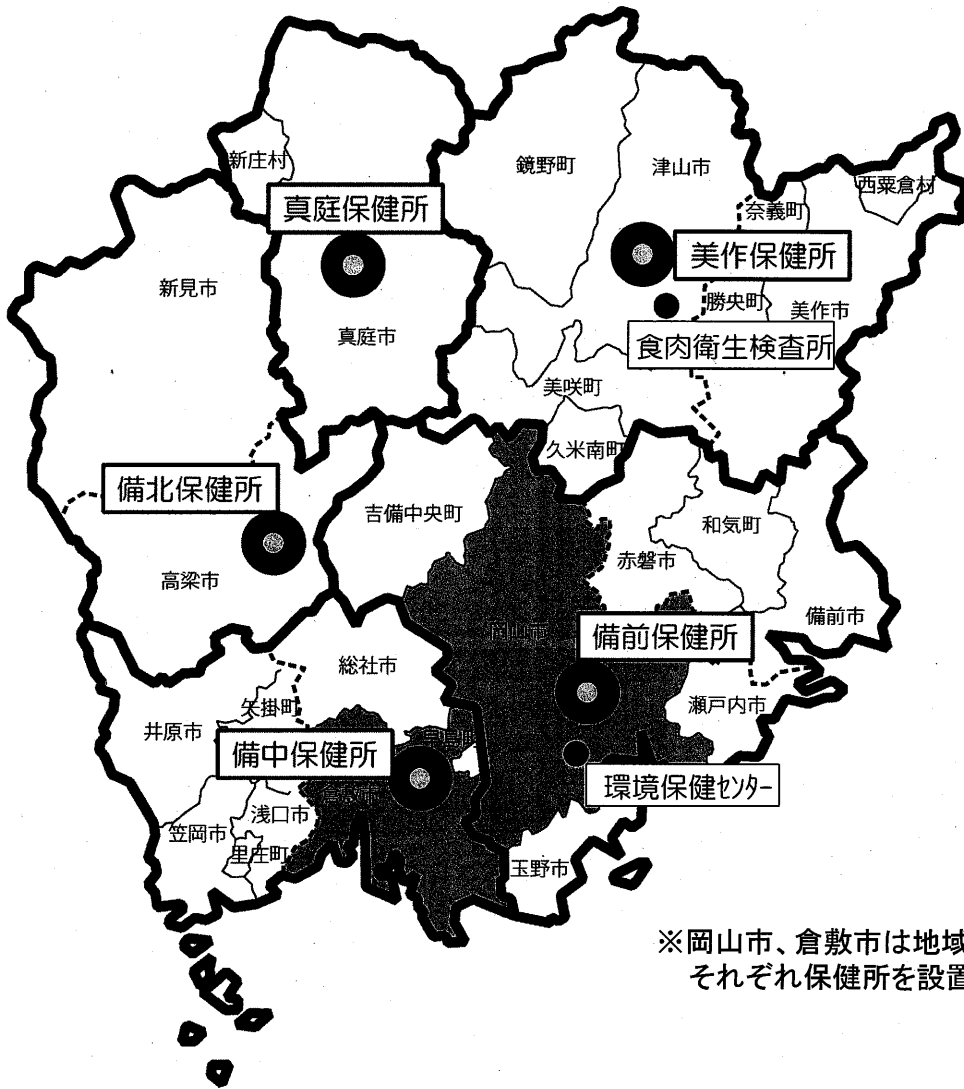 新庄村
鏡野町
津山市
西粟倉村
奈義町
真庭保健所
美作保健所
新見市
勝央町
美作市
真庭市
食肉衛生検査所
美咲町
久米南町
備北保健所
吉備中央町
和気町
赤磐市
高梁市
備前市
岡山市
備前保健所
総社市
瀬戸内市
矢掛町
井原市
備中保健所
環境保健センター
倉敷市
浅口市
笠岡市
里庄町
玉野市
※岡山市、倉敷市は地域
それぞれ保健所を設置